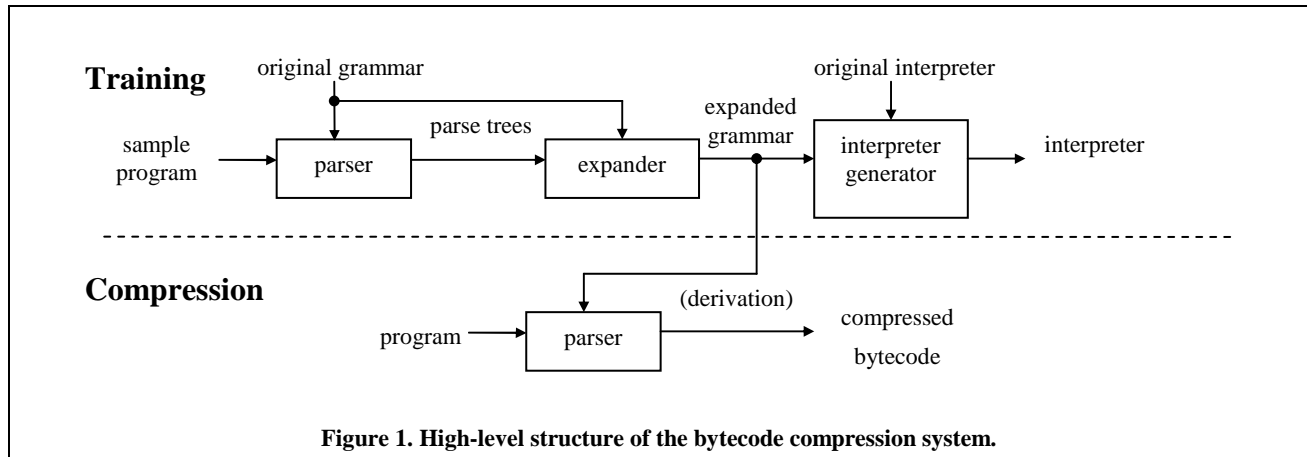 Training
original grammar
original interpreter
sample
program
parser
parse trees
expander
expanded
grammar
interpreter
generator
interpreter
Compression
program
parser
(derivation)
compressed
bytecode
Figure 1. High-level structure of the bytecode compression system.